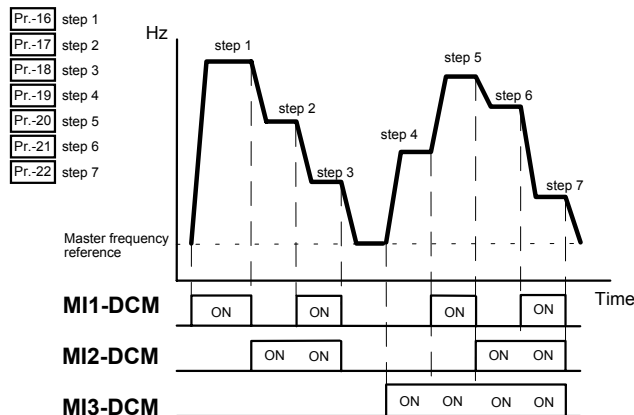 Pr.-16 step 1
Pr.-17 step 2
Pr.-18 step 3
Pr.-19 step 4
Pr.-20 step 5
Pr.-21 step 6
Pr.-22 step 7
Hz
step 1
step 2
step 3
step 4
step 5
step 6
step 7
Master frequency
reference
Time
MI1-DCM ON ON ON ON
MI2-DCM ON ON ON ON
MI3-DCM ON ON ON ON